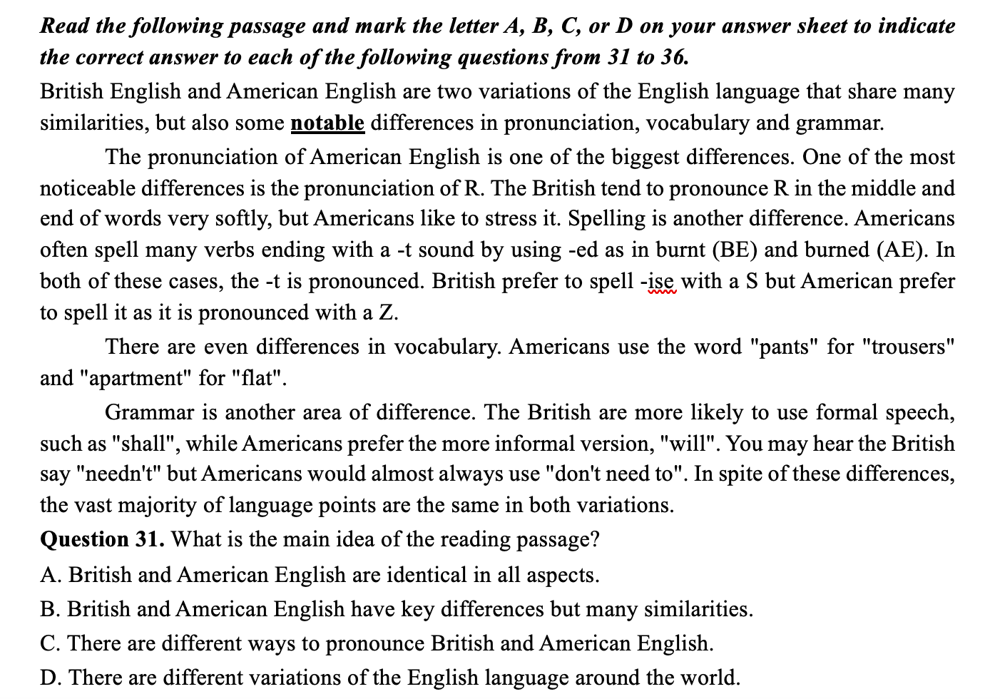 Read the following passage and mark the letter A, B, C, or D on your answer sheet to indicate
the correct answer to each of the following questions from 31 to 36.
British English and American English are two variations of the English language that share many
similarities, but also some notable differences in pronunciation, vocabulary and grammar.
The pronunciation of American English is one of the biggest differences. One of the most
noticeable differences is the pronunciation of R. The British tend to pronounce R in the middle and
end of words very softly, but Americans like to stress it. Spelling is another difference. Americans
often spell many verbs ending with a -t sound by using -ed as in burnt (BE) and burned (AE). In
both of these cases, the -t is pronounced. British prefer to spell -ise with a S but American prefer
to spell it as it is pronounced with a Z.
There are even differences in vocabulary. Americans use the word "pants" for "trousers"
and "apartment" for "flat".
Grammar is another area of difference. The British are more likely to use formal speech,
such as "shall", while Americans prefer the more informal version, "will". You may hear the British
say "needn't" but Americans would almost always use "don't need to". In spite of these differences,
the vast majority of language points are the same in both variations.
Question 31. What is the main idea of the reading passage?
A. British and American English are identical in all aspects.
B. British and American English have key differences but many similarities.
C. There are different ways to pronounce British and American English.
D. There are different variations of the English language around the world.